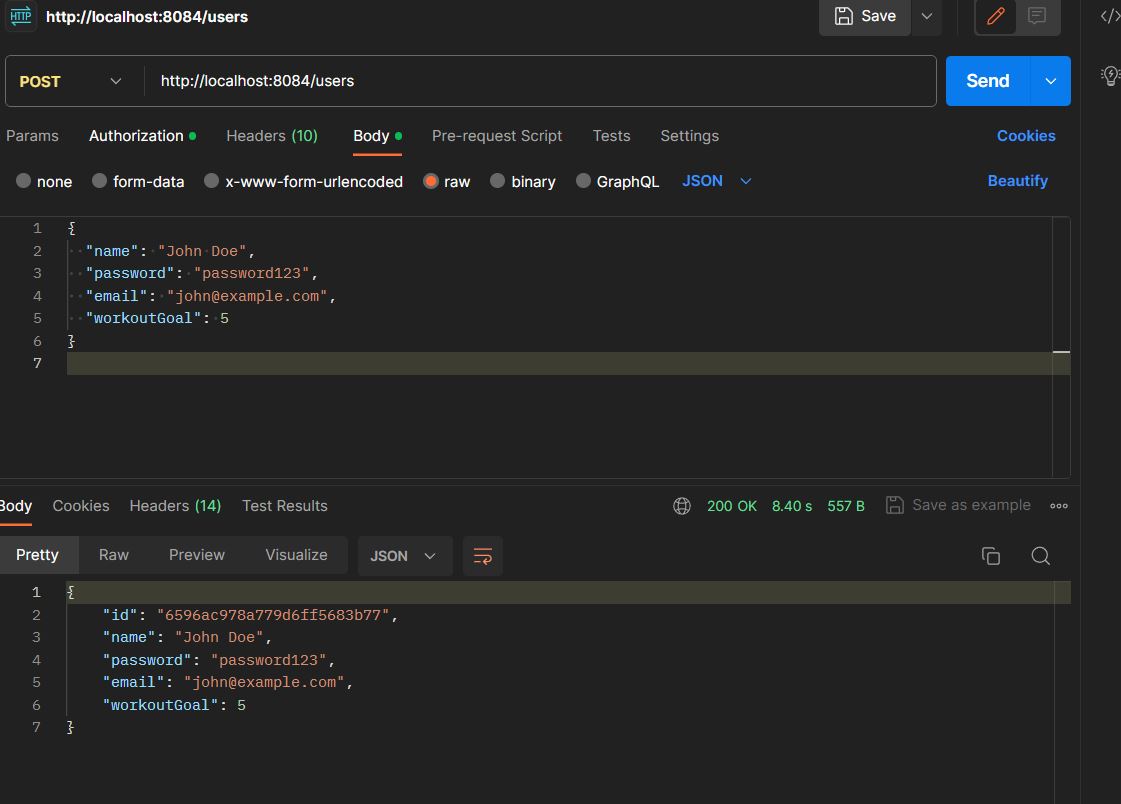 HTTP http://localhost:8084/users Save </>
POST http://localhost:8084/users Send
Params Authorization Headers (10) Body Pre-request Script Tests Settings Cookies
none form-data x-www-form-urlencoded raw binary GraphQL JSON Beautify
1 {
2 "name": "John Doe",
3 "password": "password123",
4 "email": "john@example.com",
5 "workoutGoal": 5
6 }
7
Body Cookies Headers (14) Test Results 200 OK 8.40 s 557 B Save as example
Pretty Raw Preview Visualize JSON
1 {
2 "id": "6596ac978a779d6ff5683b77",
3 "name": "John Doe",
4 "password": "password123",
5 "email": "john@example.com",
6 "workoutGoal": 5
7 }